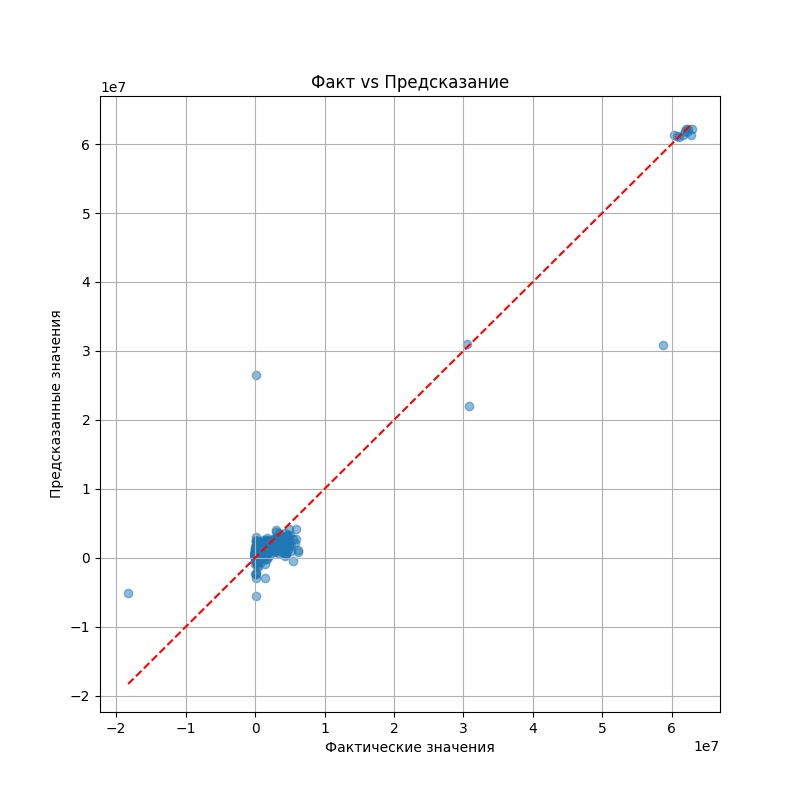 Факт vs Предсказание
1e7
6
5
4
3
2
1
0
−1
−2
Предсказанные значения
−2 −1 0 1 2 3 4 5 6
1e7
Фактические значения